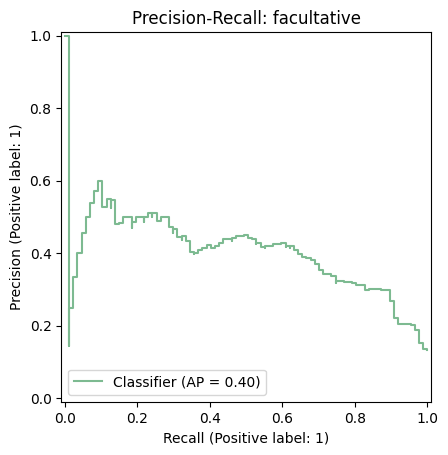 Precision-Recall: facultative
1.0
0.8
0.6
0.4
0.2
0.0
Precision (Positive label: 1)
Classifier (AP = 0.40)
0.0 0.2 0.4 0.6 0.8 1.0
Recall (Positive label: 1)